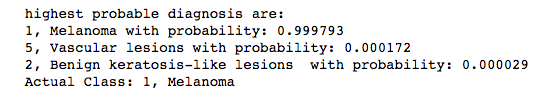 highest probable diagnosis are:
1, Melanoma with probability: 0.999793
5, Vascular lesions with probability: 0.000172
2, Benign keratosis-like lesions  with probability: 0.000029
Actual Class: 1, Melanoma